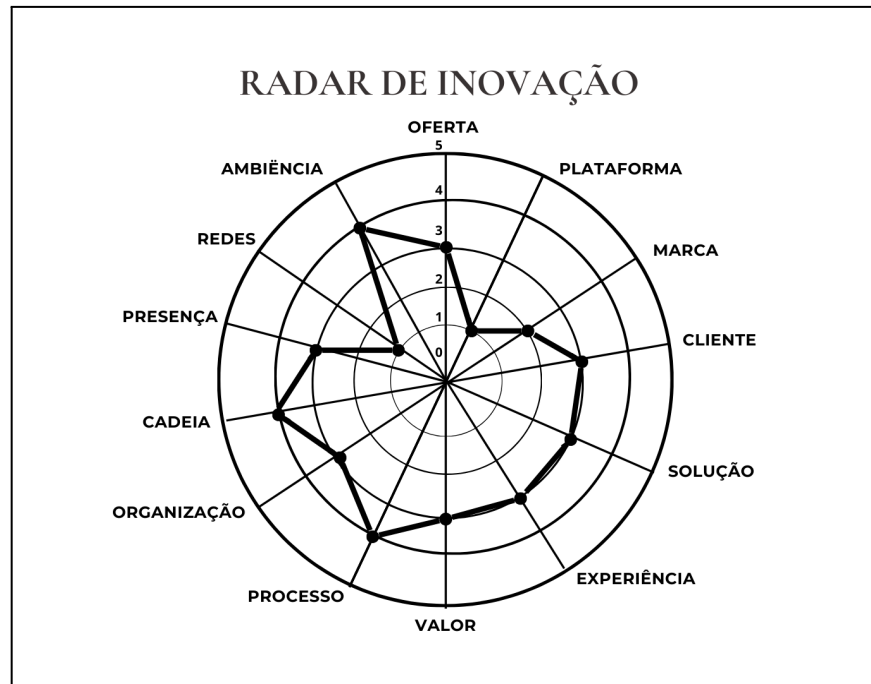 RADAR DE INOVAÇÃO
OFERTA
5
AMBIËNCIA
PLATAFORMA
4
REDES
3
MARCA
2
PRESENÇA
1
CLIENTE
0
CADEIA
SOLUÇÃO
ORGANIZAÇÃO
EXPERIÊNCIA
PROCESSO
VALOR